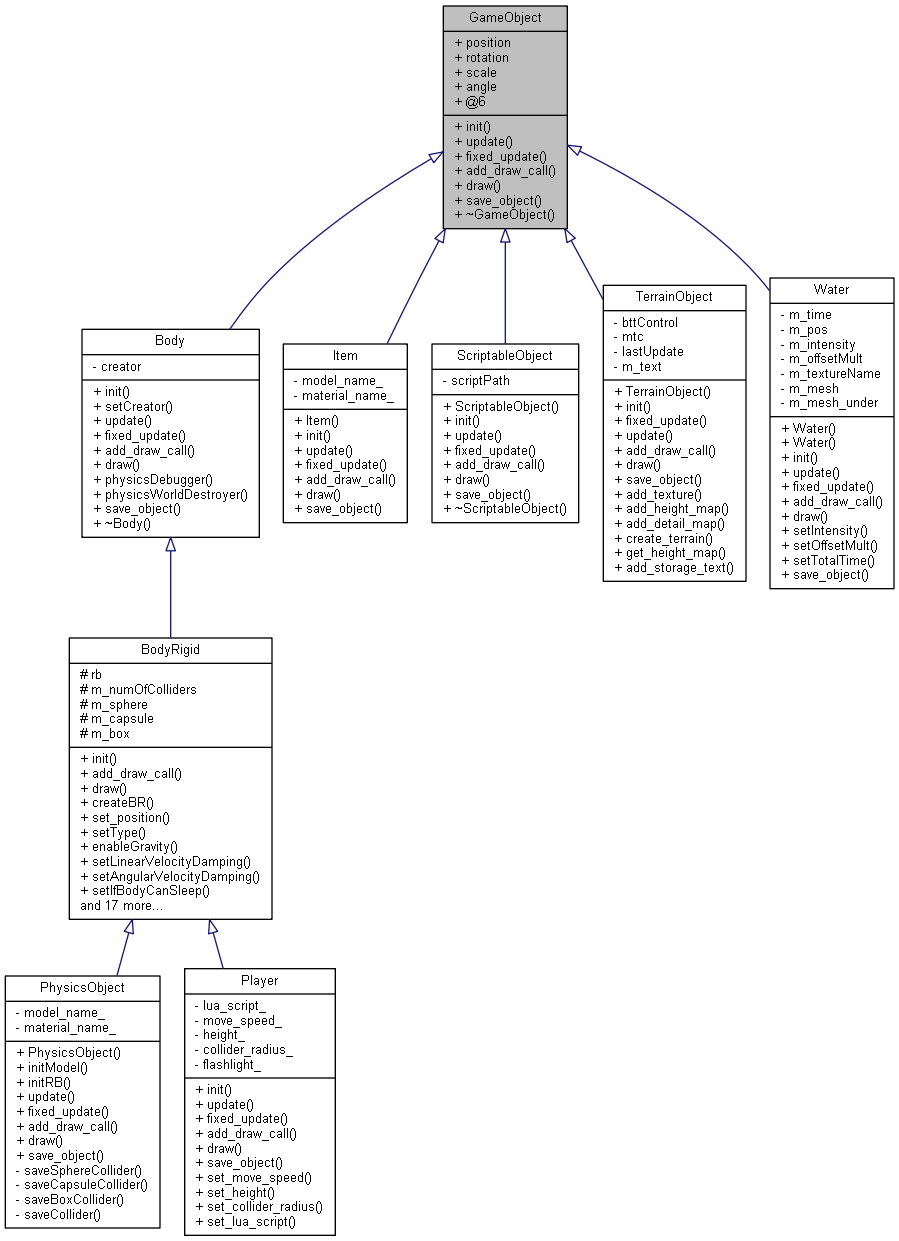 GameObject
+ position
+ rotation
+ scale
+ angle
+ @6
+ init()
+ update()
+ fixed_update()
+ add_draw_call()
+ draw()
+ save_object()
+ ~GameObject()
Body
- creator
+ init()
+ setCreator()
+ update()
+ fixed_update()
+ add_draw_call()
+ draw()
+ physicsDebugger()
+ physicsWorldDestroyer()
+ save_object()
+ ~Body()
Item
- model_name_
- material_name_
+ Item()
+ init()
+ update()
+ fixed_update()
+ add_draw_call()
+ draw()
+ save_object()
ScriptableObject
- scriptPath
+ ScriptableObject()
+ init()
+ update()
+ fixed_update()
+ add_draw_call()
+ draw()
+ save_object()
+ ~ScriptableObject()
TerrainObject
- bttControl
- mtc
- lastUpdate
- m_text
+ TerrainObject()
+ init()
+ fixed_update()
+ update()
+ add_draw_call()
+ draw()
+ save_object()
+ add_texture()
+ add_height_map()
+ add_detail_map()
+ create_terrain()
+ get_height_map()
+ add_storage_text()
Water
- m_time
- m_pos
- m_intensity
- m_offsetMult
- m_textureName
- m_mesh
- m_mesh_under
+ Water()
+ Water()
+ init()
+ update()
+ fixed_update()
+ add_draw_call()
+ draw()
+ setIntensity()
+ setOffsetMult()
+ setTotalTime()
+ save_object()
BodyRigid
# rb
# m_numOfColliders
# m_sphere
# m_capsule
# m_box
+ init()
+ add_draw_call()
+ draw()
+ createBR()
+ set_position()
+ setType()
+ enableGravity()
+ setLinearVelocityDamping()
+ setAngularVelocityDamping()
+ setIfBodyCanSleep()
and 17 more...
PhysicsObject
- model_name_
- material_name_
+ PhysicsObject()
+ initModel()
+ initRB()
+ update()
+ fixed_update()
+ add_draw_call()
+ draw()
+ save_object()
- saveSphereCollider()
- saveCapsuleCollider()
- saveBoxCollider()
- saveCollider()
Player
- lua_script_
- move_speed_
- height_
- collider_radius_
- flashlight_
+ init()
+ update()
+ fixed_update()
+ add_draw_call()
+ draw()
+ save_object()
+ set_move_speed()
+ set_height()
+ set_collider_radius()
+ set_lua_script()